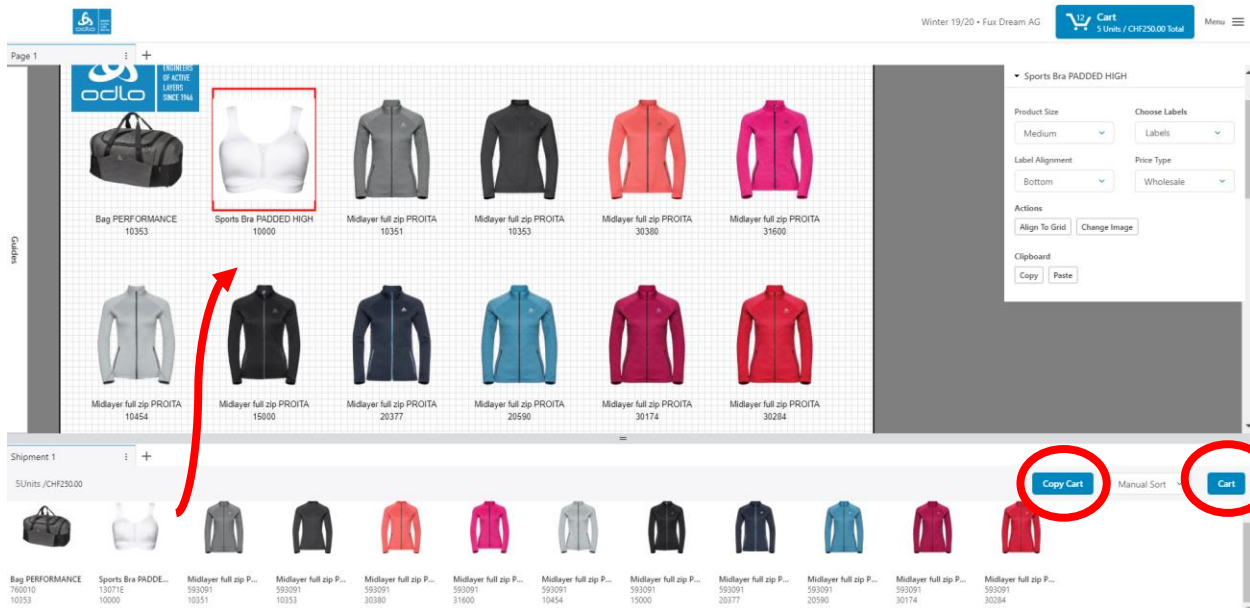 odlo
Winter 19/20 • Fux Dream AG
12
Cart
5 Units / CHF250.00 Total
Menu
Page 1
+
odlo
ENGINEERS
OF ACTIVE
LAYERS
SINCE 1946
Guides
Bag PERFORMANCE
10353
Sports Bra PADDED HIGH
10000
Midlayer full zip PROITA
10351
Midlayer full zip PROITA
10353
Midlayer full zip PROITA
30380
Midlayer full zip PROITA
31600
Midlayer full zip PROITA
10454
Midlayer full zip PROITA
15000
Midlayer full zip PROITA
20377
Midlayer full zip PROITA
20590
Midlayer full zip PROITA
30174
Midlayer full zip PROITA
30284
Sports Bra PADDED HIGH
Product Size
Choose Labels
Medium
Labels
Label Alignment
Price Type
Bottom
Wholesale
Actions
Align To Grid
Change Image
Clipboard
Copy
Paste
Shipment 1
+
5Units /CHF250.00
Copy Cart
Manual Sort
Cart
Bag PERFORMANCE
760010
10353
Sports Bra PADDE...
130716
10000
Midlayer full zip P...
593091
10351
Midlayer full zip P...
593091
10353
Midlayer full zip P...
593091
30380
Midlayer full zip P...
593091
31600
Midlayer full zip P...
593091
10454
Midlayer full zip P...
593091
15000
Midlayer full zip P...
593091
20377
Midlayer full zip P...
593091
20590
Midlayer full zip P...
593091
30174
Midlayer full zip P...
593091
30284